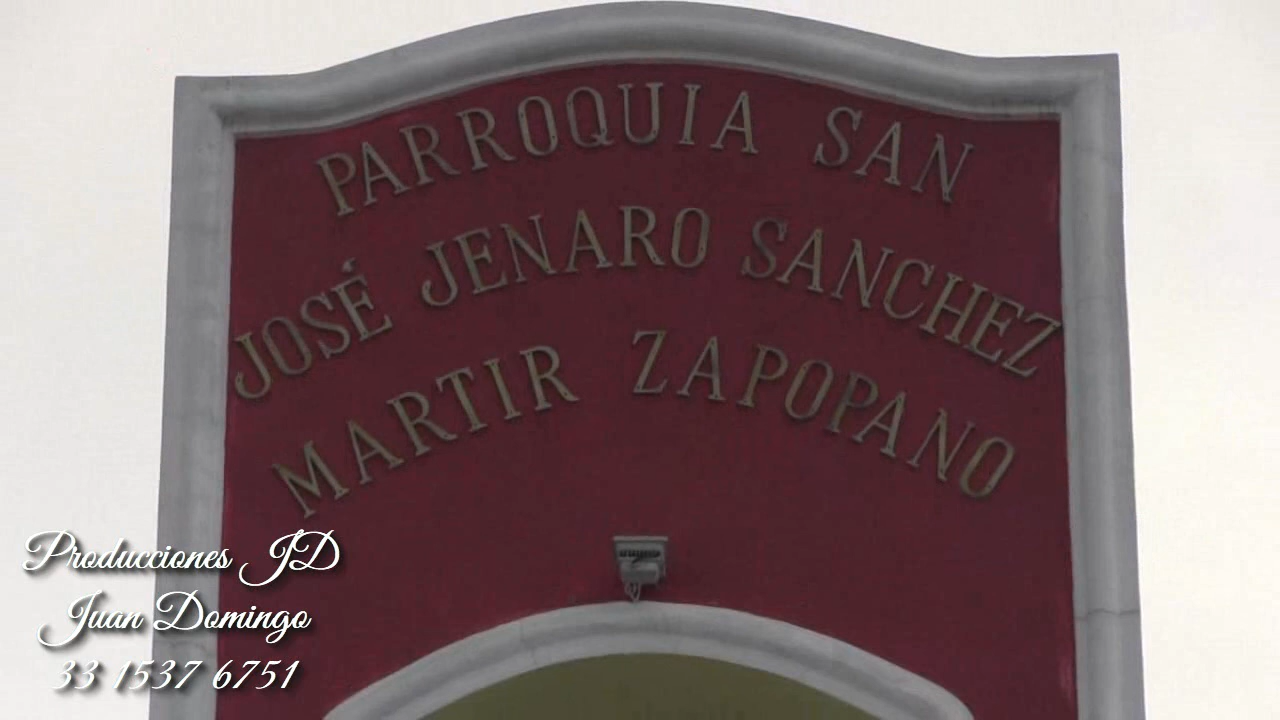 PARROQUIA SAN
JOSÉ JENARO SANCHEZ
MARTIR ZAPOPANO
Producciones JD
Juan Domingo
33 1537 6751